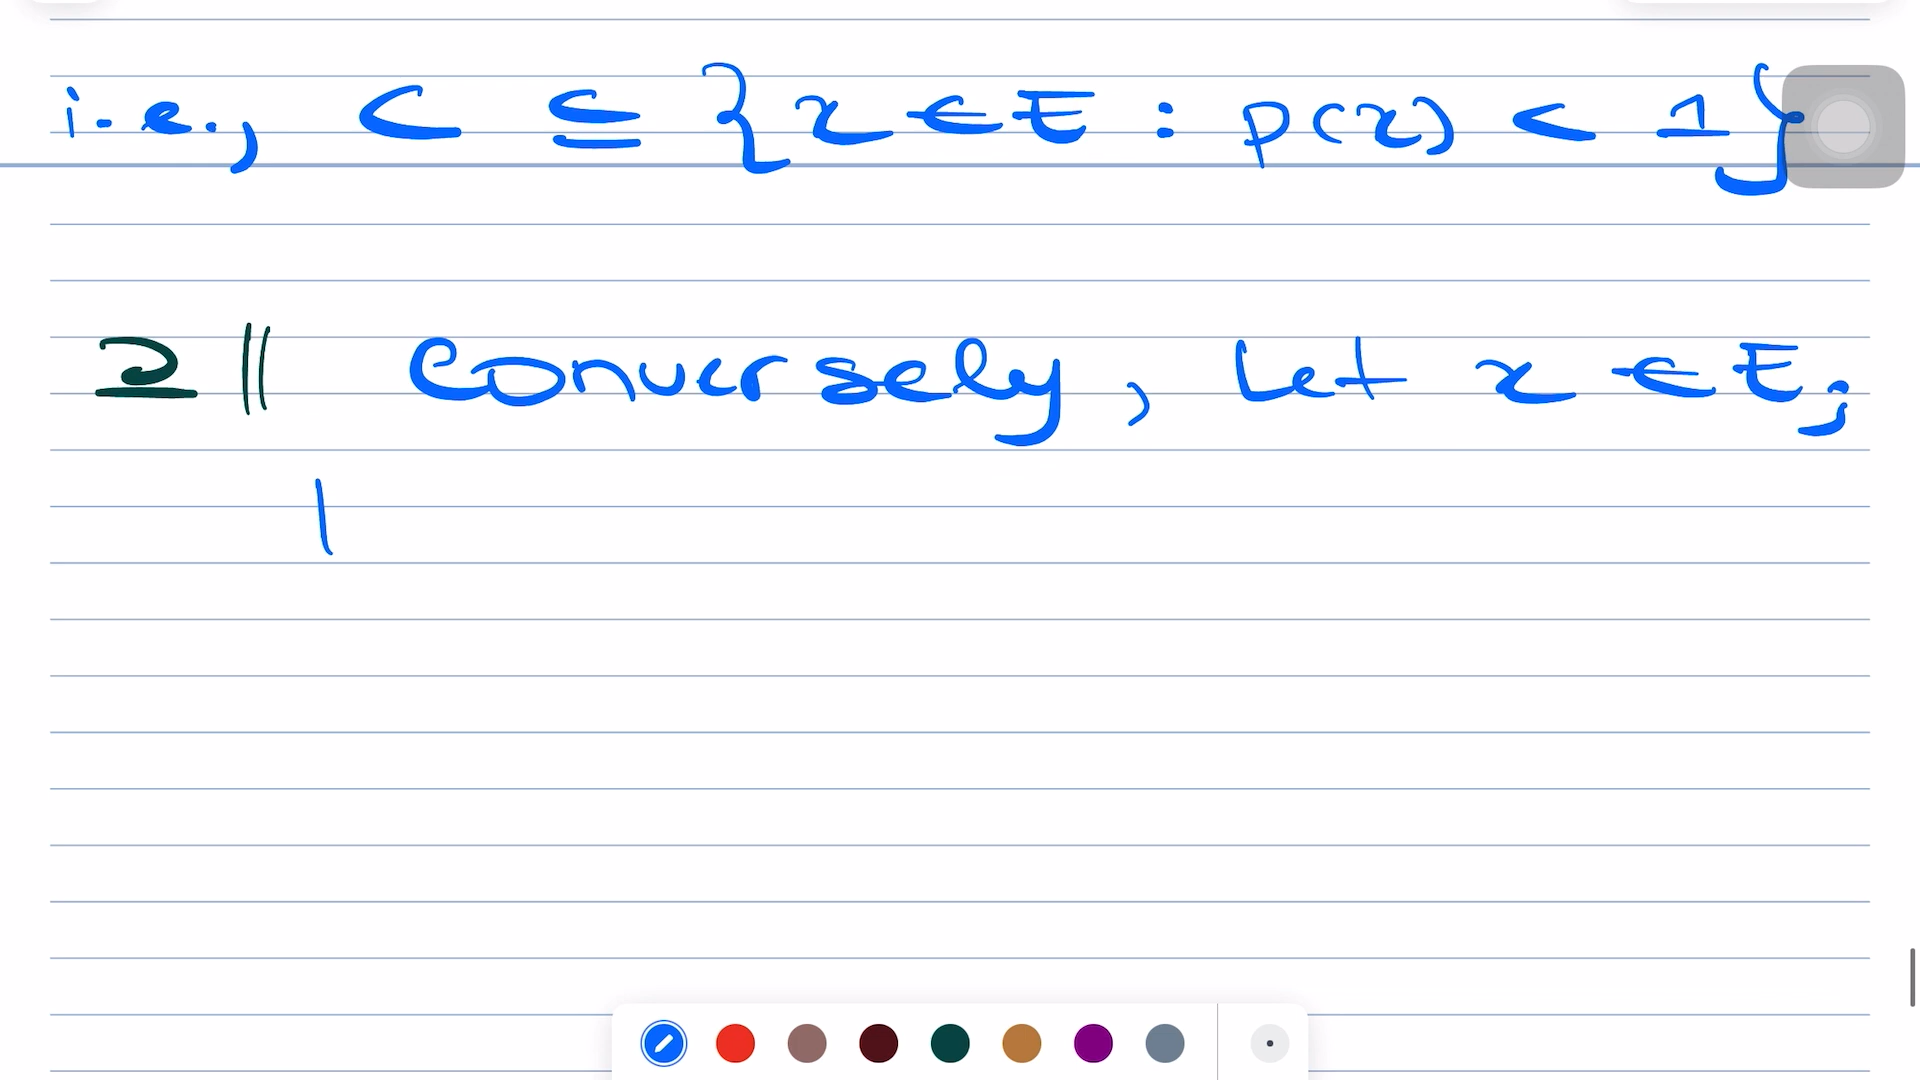 i.e., C ⊆ {x ∈ E : p(x) < 1}
2 || Conversely, Let x ∈ E;